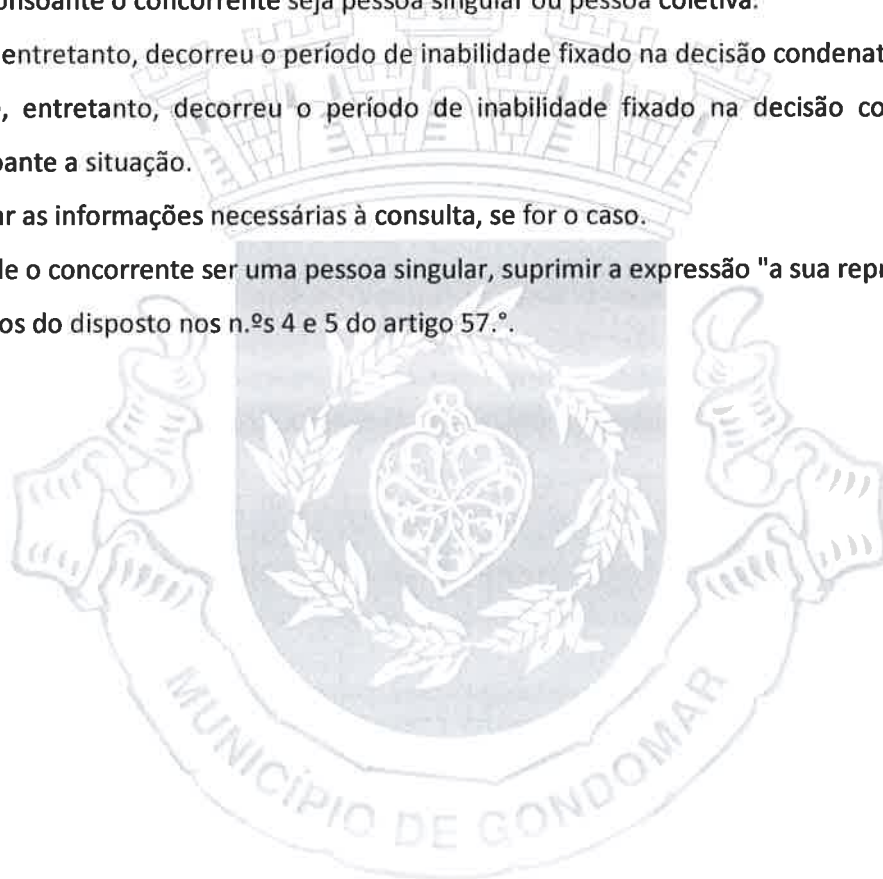 onsoante o concorrente seja pessoa singular ou pessoa coletiva.
entretanto, decorreu o período de inabilidade fixado na decisão condenat
, entretanto, decorreu o período de inabilidade fixado na decisão co
ante a situação.
ar as informações necessárias à consulta, se for o caso.
de o concorrente ser uma pessoa singular, suprimir a expressão "a sua repr
os do disposto nos n.ºs 4 e 5 do artigo 57.°.
MUNICÍPIO DE GONDOMAR